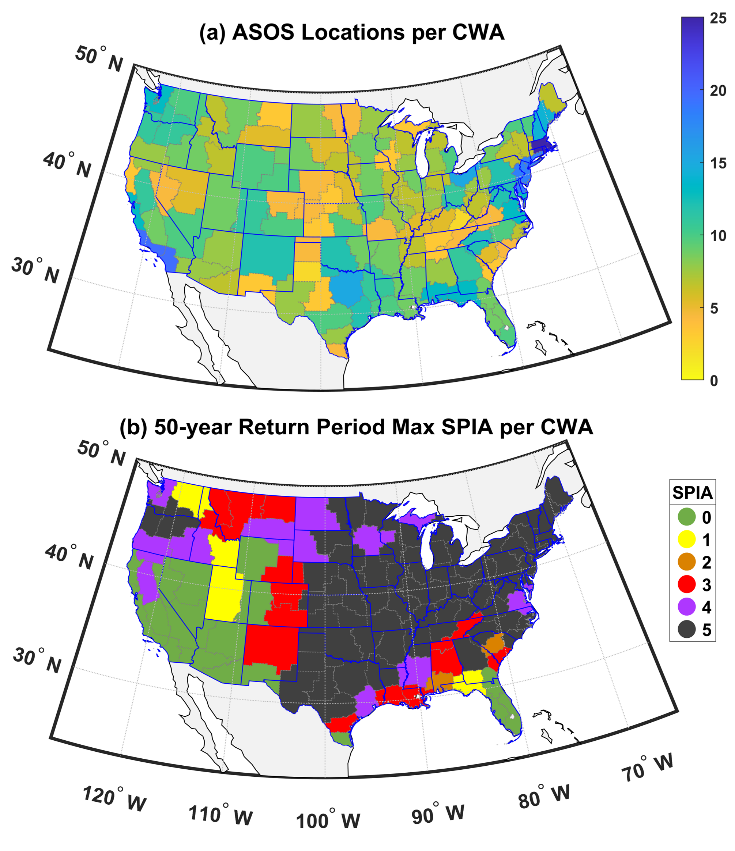 (a) ASOS Locations per CWA
50° N
40° N
30° N
25
20
15
10
5
0
(b) 50-year Return Period Max SPIA per CWA
50° N
40° N
30° N
120° W
110° W
100° W
90° W
80° W
70° W
SPIA
0
1
2
3
4
5